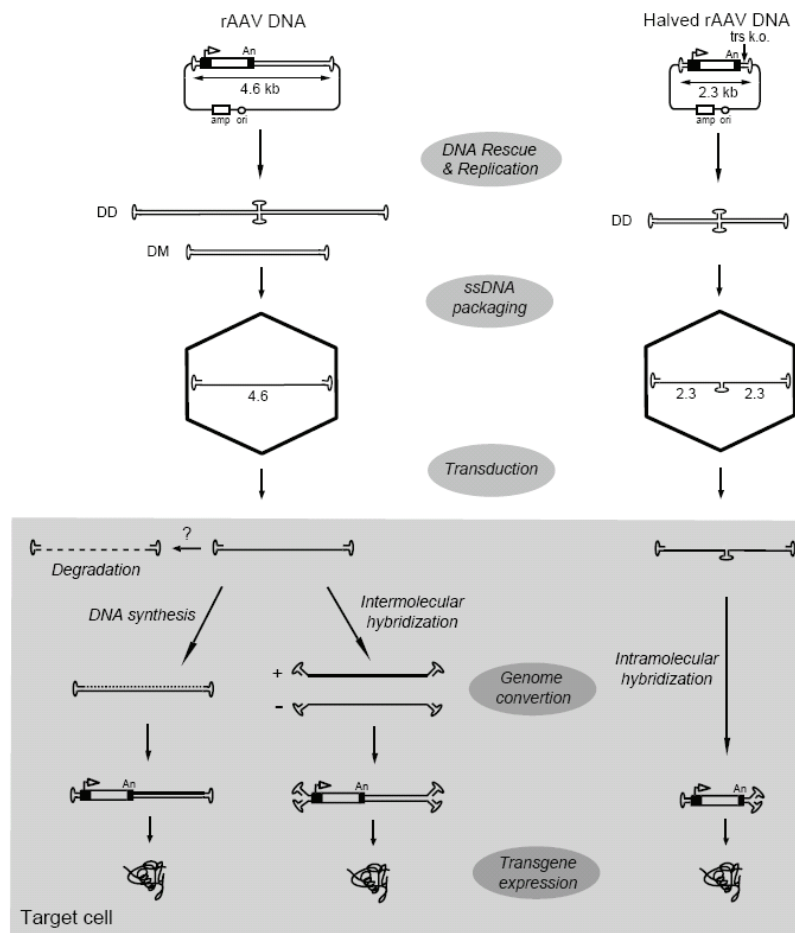 rAAV DNA
Halved rAAV DNA
trs k.o.
An
An
4.6 kb
2.3 kb
amp ori
amp ori
DNA Rescue
& Replication
DD
DD
DM
ssDNA
packaging
4.6
2.3 2.3
Transduction
?
Degradation
DNA synthesis
Intermolecular
hybridization
Intramolecular
hybridization
+
-
Genome
convertion
An
An
An
Transgene
expression
Target cell